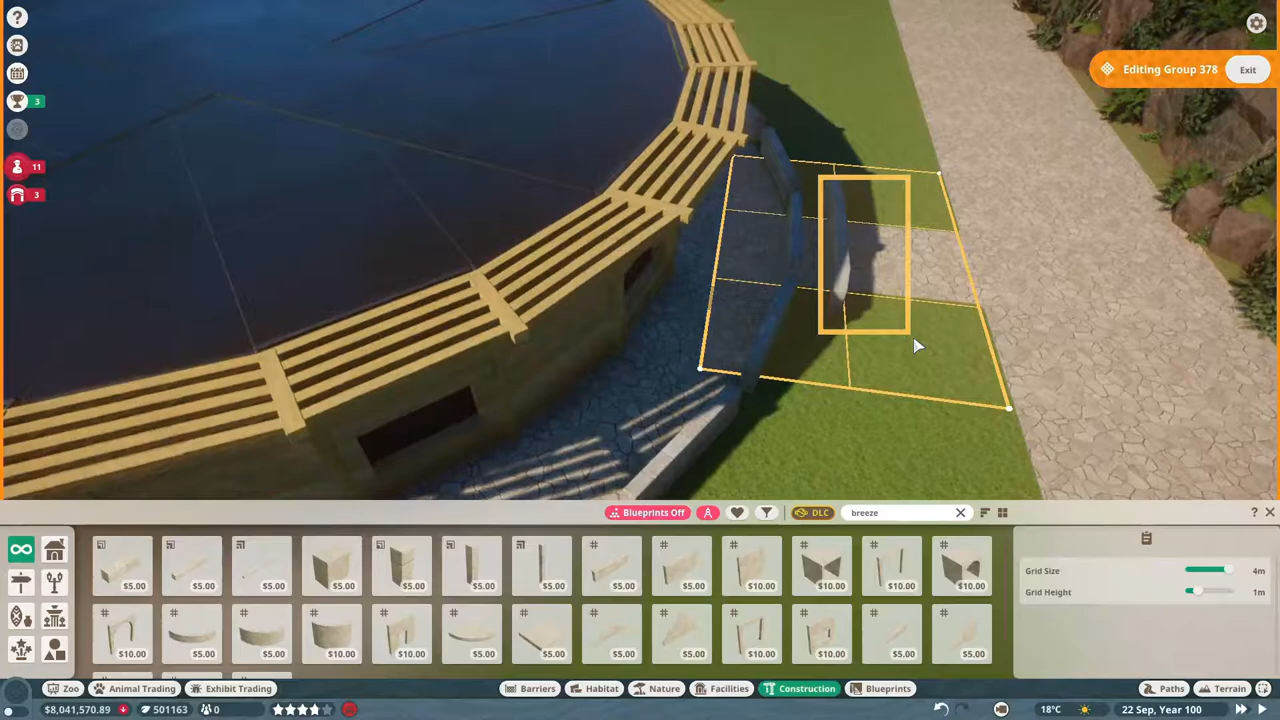 ?
3
11
3
Editing Group 378
Exit
Blueprints Off
DLC
breeze
?
$5.00 $5.00 $5.00 $5.00 $5.00 $5.00 $5.00 $5.00 $5.00 $10.00 $10.00 $5.00 $10.00
$10.00 $5.00 $5.00 $10.00 $10.00 $5.00 $5.00 $5.00 $5.00 $10.00 $10.00 $5.00 $5.00
Grid Size 4m
Grid Height 1m
Zoo Animal Trading Exhibit Trading Barriers Habitat Nature Facilities Construction Blueprints Paths Terrain
$8,041,570.89 501163 0 18°C 22 Sep, Year 100